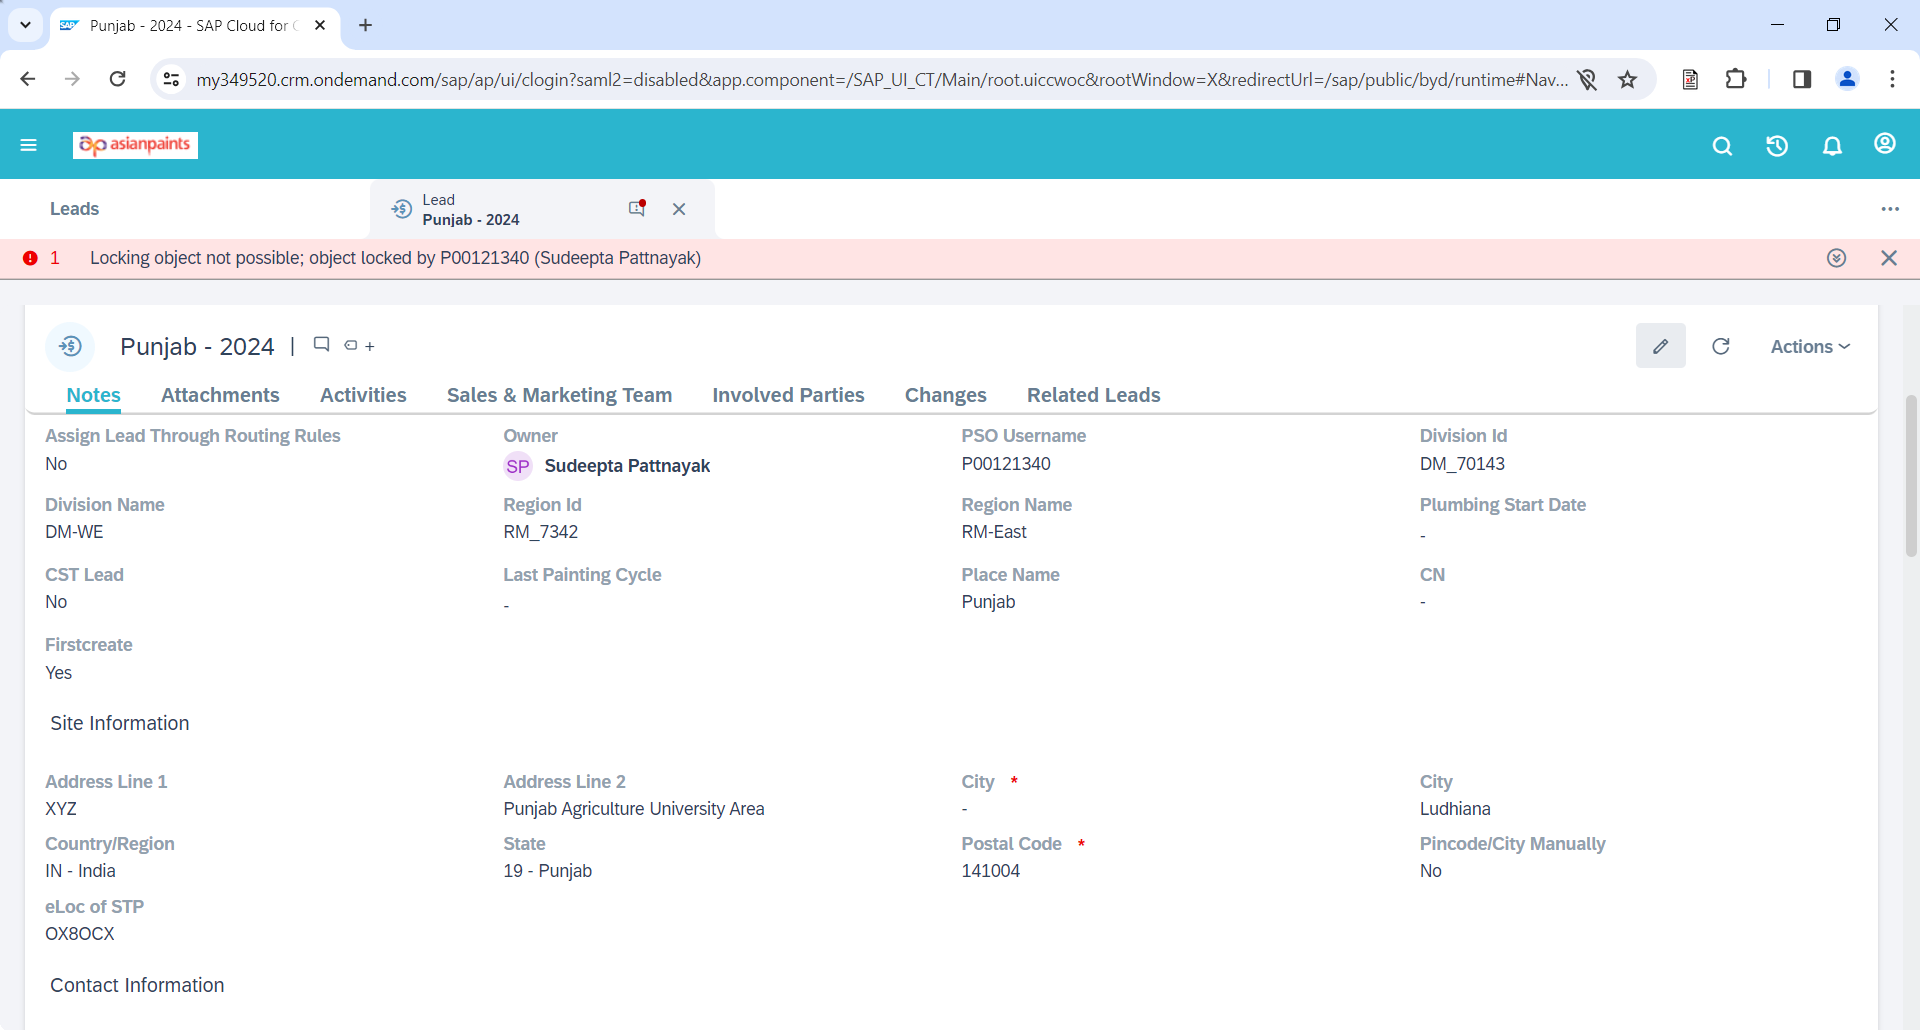 Punjab - 2024 - SAP Cloud for C
my349520.crm.ondemand.com/sap/ap/ui/clogin?saml2=disabled&app.component=/SAP_UI_CT/Main/root.uiccwoc&rootWindow=X&redirectUrl=/sap/public/byd/runtime#Nav...
ap asianpaints
Leads
Lead
Punjab - 2024
1 Locking object not possible; object locked by P00121340 (Sudeepta Pattnayak)
Punjab - 2024 |
Actions
Notes Attachments Activities Sales & Marketing Team Involved Parties Changes Related Leads
Assign Lead Through Routing Rules Owner PSO Username Division Id
No SP Sudeepta Pattnayak P00121340 DM_70143
Division Name Region Id Region Name Plumbing Start Date
DM-WE RM_7342 RM-East -
CST Lead Last Painting Cycle Place Name CN
No - Punjab -
Firstcreate
Yes
Site Information
Address Line 1 Address Line 2 City * City
XYZ Punjab Agriculture University Area - Ludhiana
Country/Region State Postal Code * Pincode/City Manually
IN - India 19 - Punjab 141004 No
eLoc of STP
OX8OCX
Contact Information